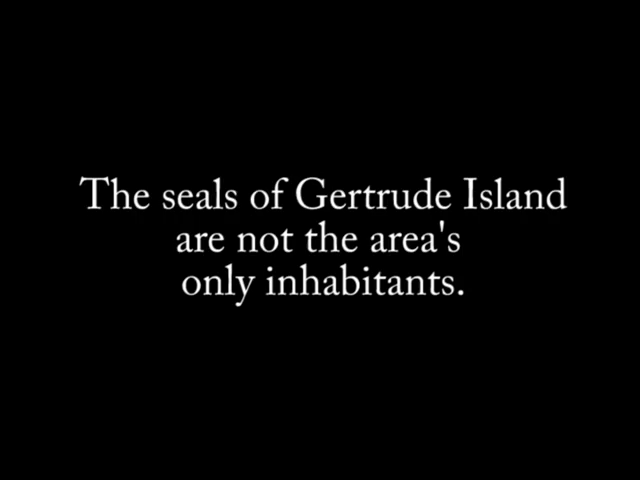 The seals of Gertrude Island
are not the area's
only inhabitants.